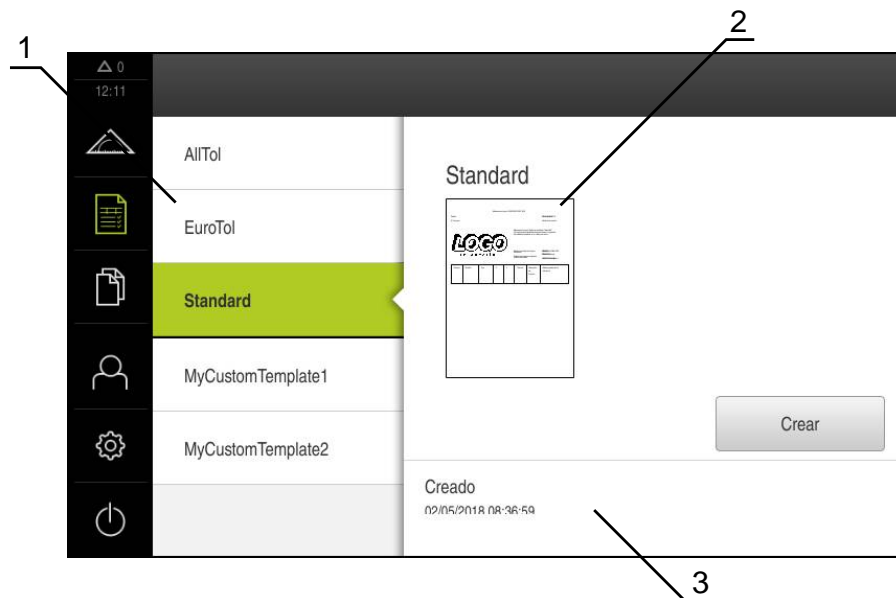 1
2
0
12:11
AllTol
EuroTol
Standard
MyCustomTemplate1
MyCustomTemplate2
Standard
LOGO
Crear
Creado
02/05/2018 08:36:59
3